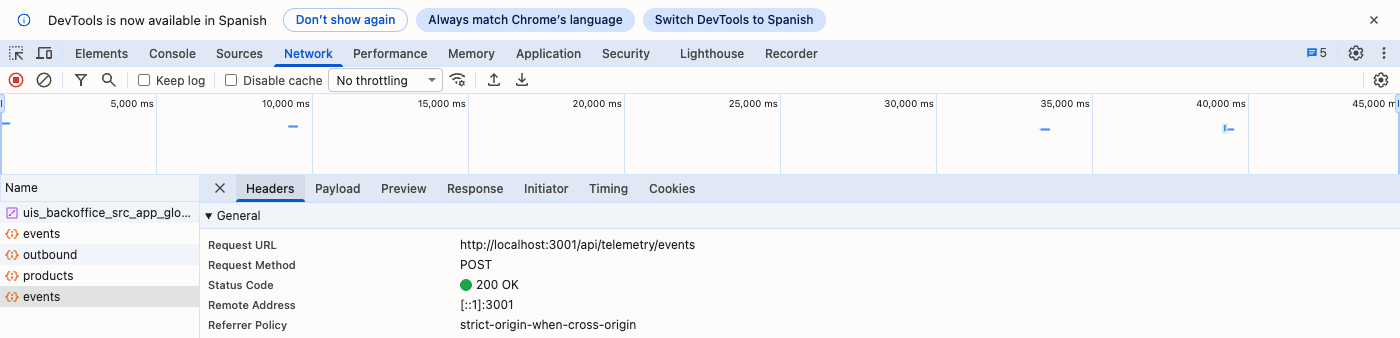 DevTools is now available in Spanish Don't show again Always match Chrome's language Switch DevTools to Spanish
Elements Console Sources Network Performance Memory Application Security Lighthouse Recorder 5
Keep log Disable cache No throttling
5,000 ms 10,000 ms 15,000 ms 20,000 ms 25,000 ms 30,000 ms 35,000 ms 40,000 ms 45,000 m
Name Headers Payload Preview Response Initiator Timing Cookies
uis_backoffice_src_app_glo...
events
outbound
products
events
General
Request URL http://localhost:3001/api/telemetry/events
Request Method POST
Status Code 200 OK
Remote Address [::1]:3001
Referrer Policy strict-origin-when-cross-origin